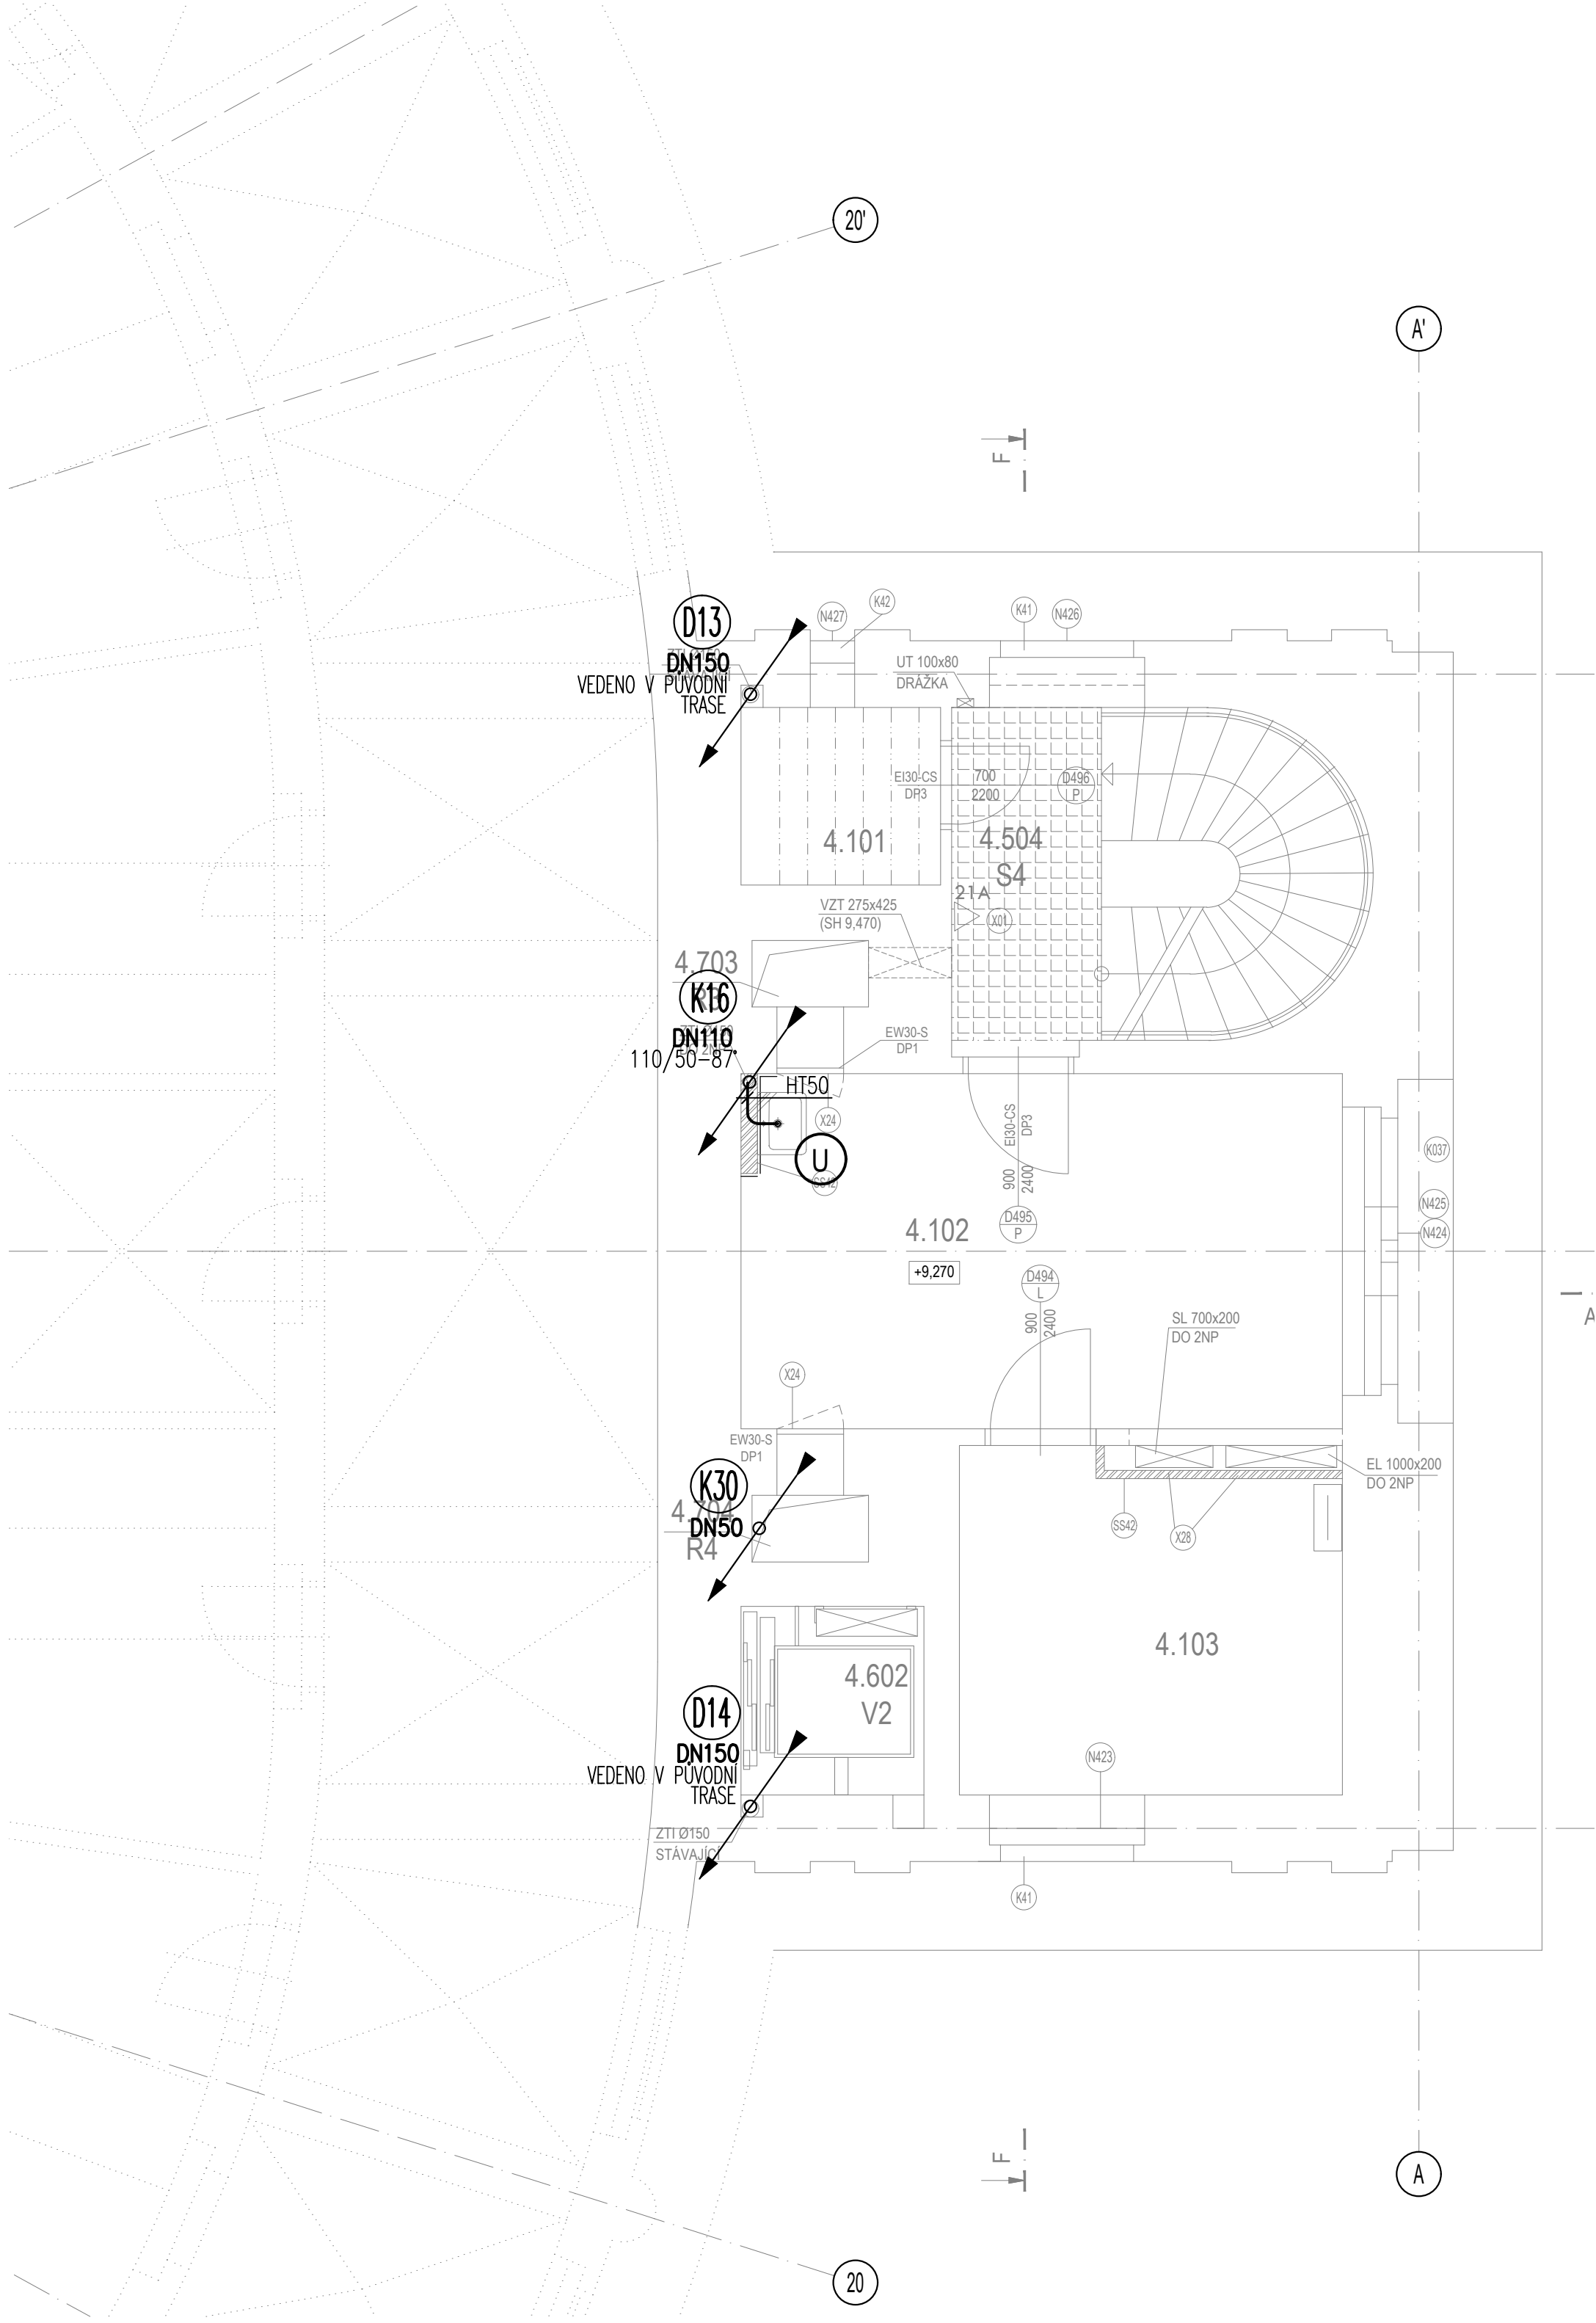 20'
A'
F
D13
DN150
VEDENO V PŮVODNÍ
TRASE
N427
K42
K41
N426
UT 100x80
DRÁŽKA
EI30-CS
DP3
700
2200
D496
P
4.101
4.504
S4
21A
X01
VZT 275x425
(SH 9,470)
4.703
R3
K16
DN110
110/50-87°
EW30-S
DP1
HT50
X24
U
SS42
EI30-CS
DP3
900
2400
D495
P
K037
N425
N424
4.102
+9,270
D494
L
900
2400
A
SL 700x200
DO 2NP
X24
EW30-S
DP1
EL 1000x200
DO 2NP
K30
4.704
DN50
R4
SS42
X28
4.103
4.602
V2
D14
DN150
VEDENO V PŮVODNÍ
TRASE
N423
ZTI Ø150
STÁVAJÍCÍ
K41
F
A
20